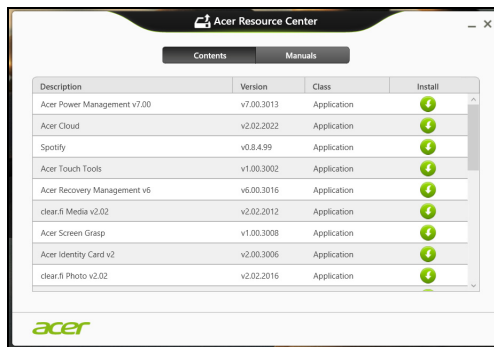 Acer Resource Center
Contents Manuals
Description Version Class Install
Acer Power Management v7.00 v7.00.3013 Application
Acer Cloud v2.02.2022 Application
Spotify v0.8.4.99 Application
Acer Touch Tools v1.00.3002 Application
Acer Recovery Management v6 v6.00.3016 Application
clear.fi Media v2.02 v2.02.2012 Application
Acer Screen Grasp v1.00.3008 Application
Acer Identity Card v2 v2.00.3006 Application
clear.fi Photo v2.02 v2.02.2016 Application
acer